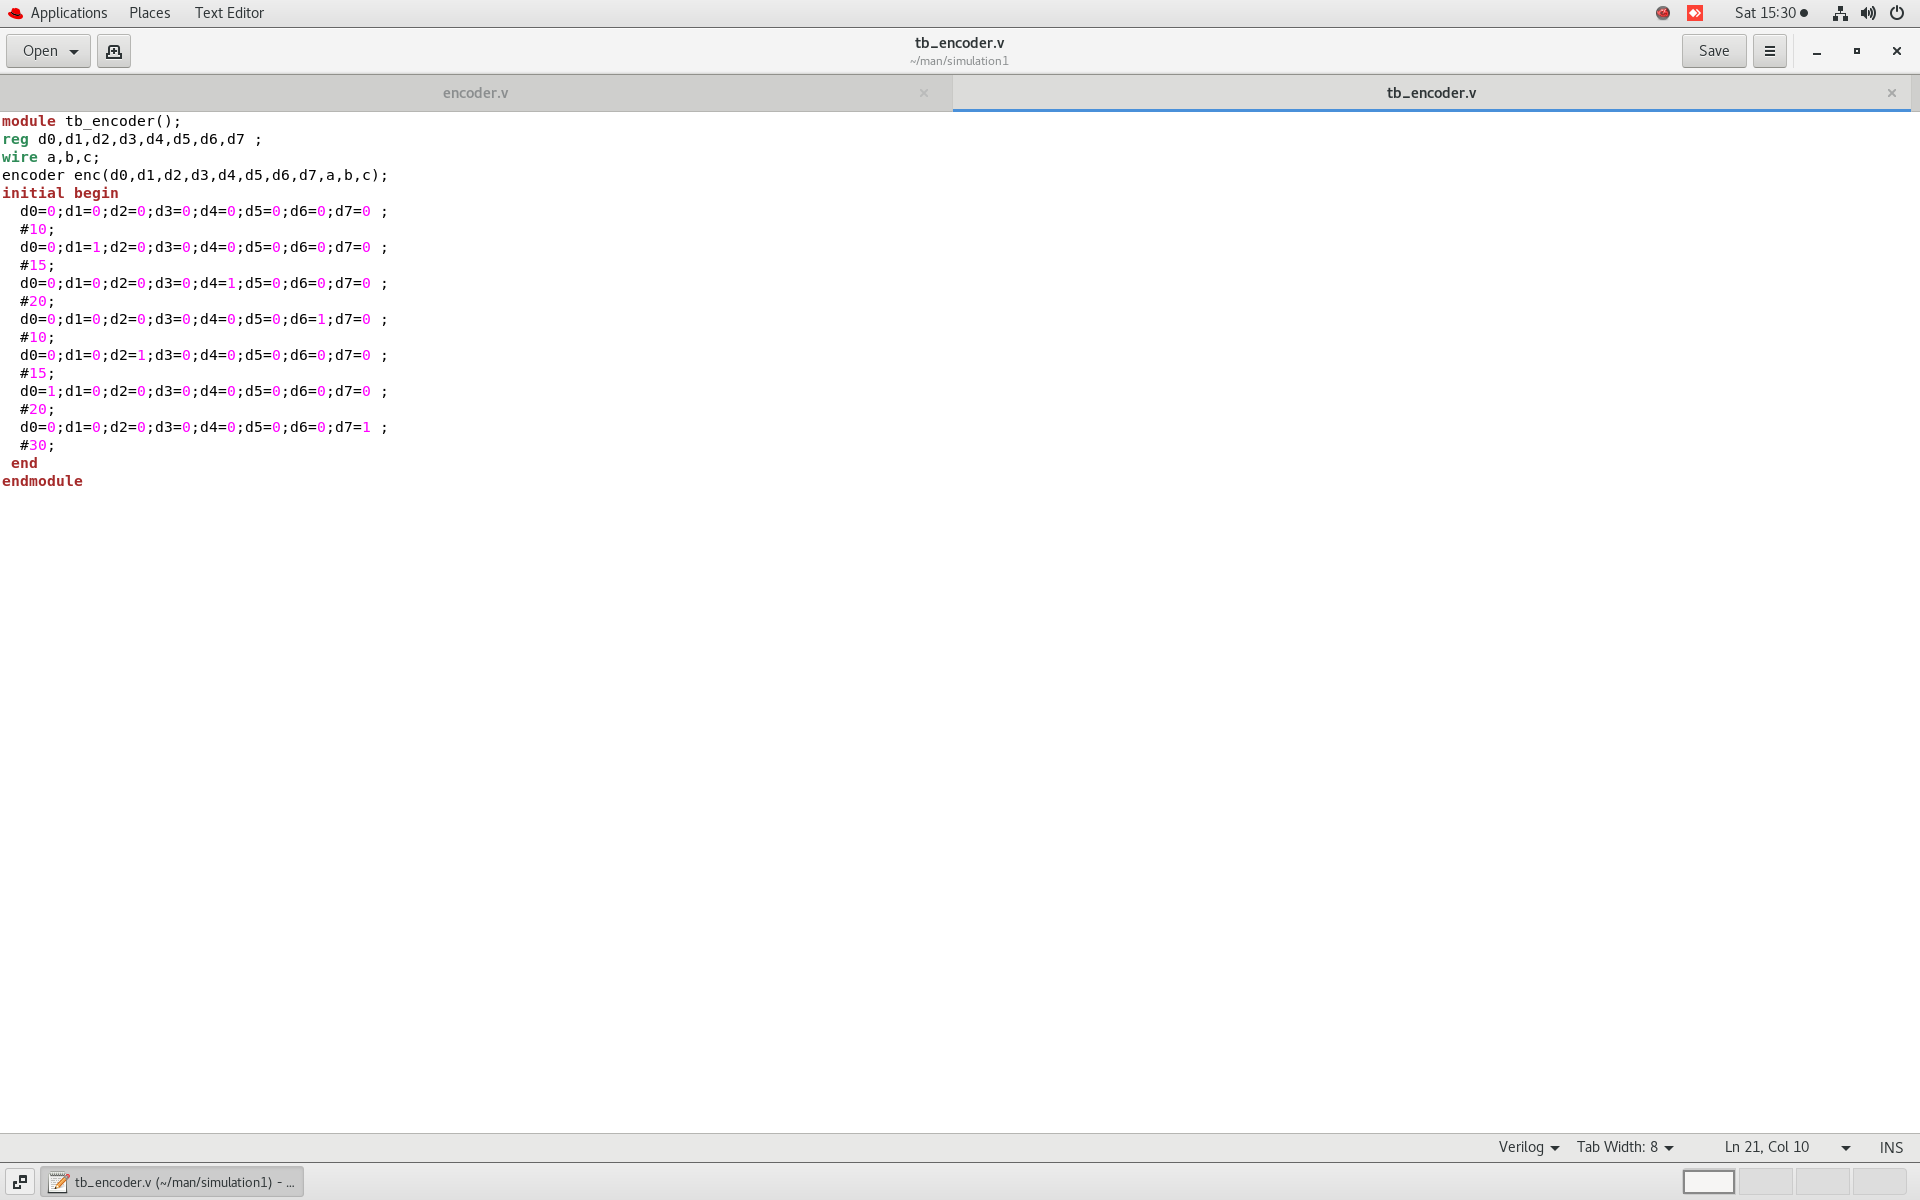 Applications Places Text Editor Sat 15:30
Open tb_encoder.v Save
~/man/simulation1
encoder.v tb_encoder.v
module tb_encoder();
reg d0,d1,d2,d3,d4,d5,d6,d7 ;
wire a,b,c;
encoder enc(d0,d1,d2,d3,d4,d5,d6,d7,a,b,c);
initial begin
  d0=0;d1=0;d2=0;d3=0;d4=0;d5=0;d6=0;d7=0 ;
  #10;
  d0=0;d1=1;d2=0;d3=0;d4=0;d5=0;d6=0;d7=0 ;
  #15;
  d0=0;d1=0;d2=0;d3=0;d4=1;d5=0;d6=0;d7=0 ;
  #20;
  d0=0;d1=0;d2=0;d3=0;d4=0;d5=0;d6=1;d7=0 ;
  #10;
  d0=0;d1=0;d2=1;d3=0;d4=0;d5=0;d6=0;d7=0 ;
  #15;
  d0=1;d1=0;d2=0;d3=0;d4=0;d5=0;d6=0;d7=0 ;
  #20;
  d0=0;d1=0;d2=0;d3=0;d4=0;d5=0;d6=0;d7=1 ;
  #30;
 end
endmodule
Verilog Tab Width: 8 Ln 21, Col 10 INS
tb_encoder.v (~/man/simulation1) - ...